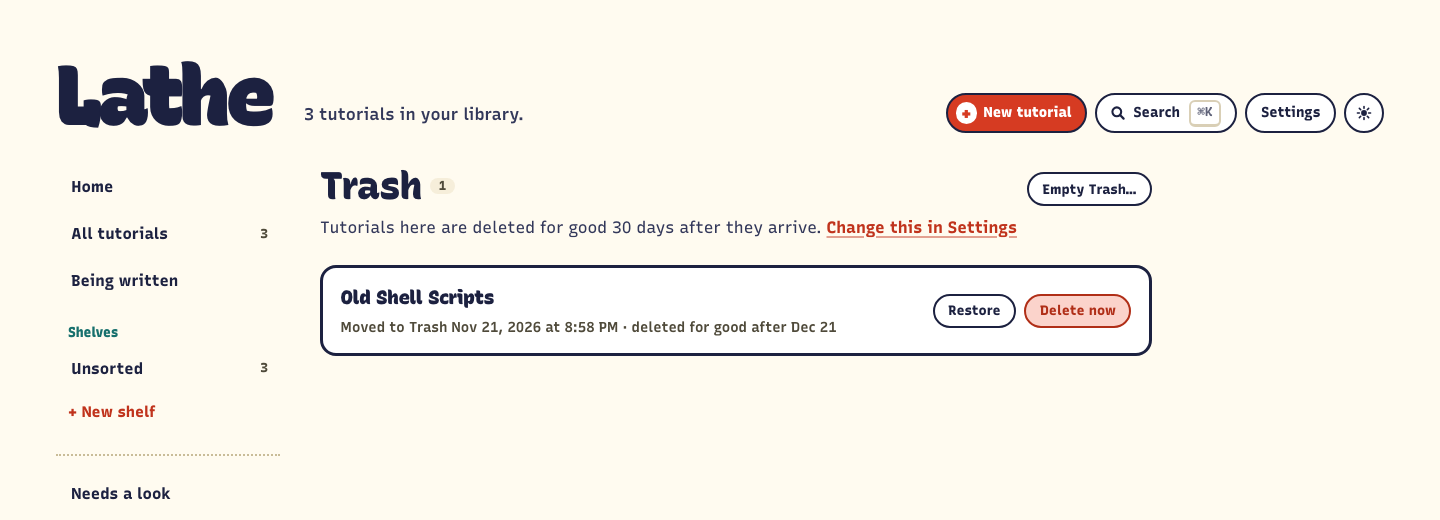 Lathe
3 tutorials in your library.
New tutorial
Search ⌘K
Settings
Home
All tutorials 3
Being written
Shelves
Unsorted 3
+ New shelf
Needs a look
Trash 1
Empty Trash…
Tutorials here are deleted for good 30 days after they arrive. Change this in Settings
Old Shell Scripts
Moved to Trash Nov 21, 2026 at 8:58 PM · deleted for good after Dec 21
Restore
Delete now